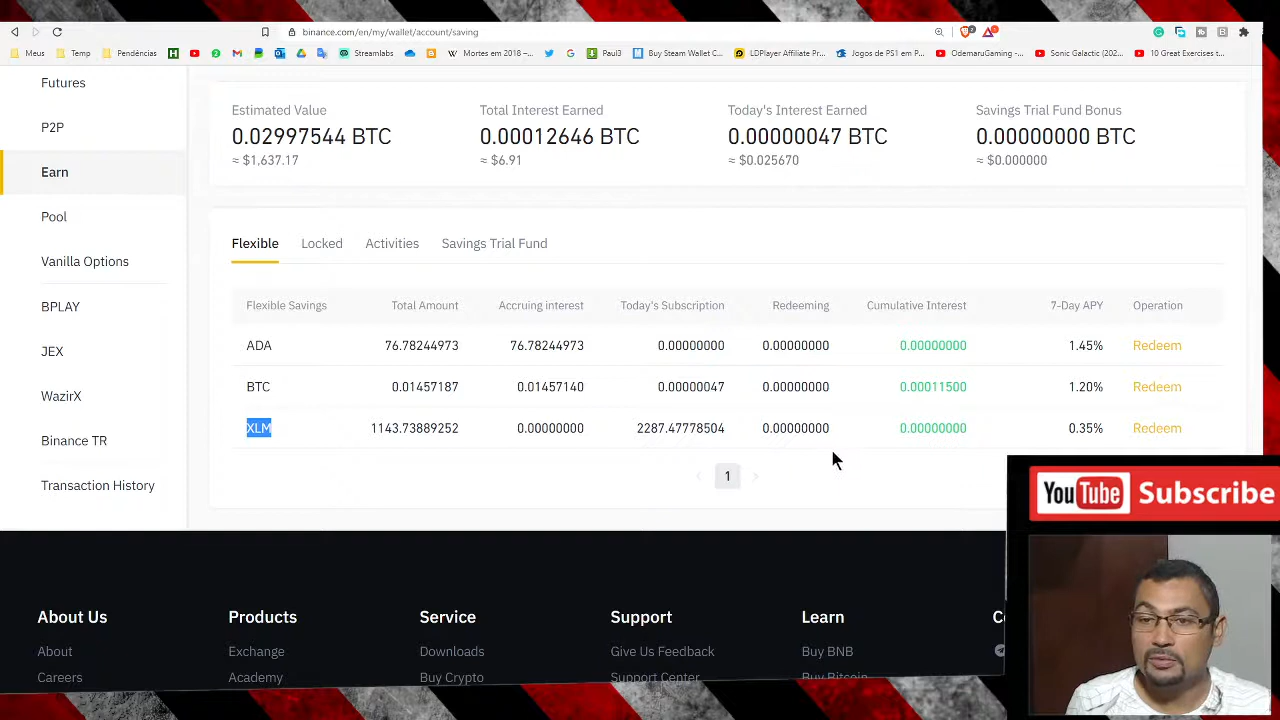 binance.com/en/my/wallet/account/saving
Meus Temp Pendências Streamlabs Mortes em 2018 -... Paul3 Buy Steam Wallet C... LDPlayer Affiliate Pr... Jogos de PS1 em P... OdemaruGaming -... Sonic Galactic (202... 10 Great Exercises t...
Futures
P2P
Earn
Pool
Vanilla Options
BPLAY
JEX
WazirX
Binance TR
Transaction History
Estimated Value Total Interest Earned Today's Interest Earned Savings Trial Fund Bonus
0.02997544 BTC 0.00012646 BTC 0.00000047 BTC 0.00000000 BTC
≈ $1,637.17 ≈ $6.91 ≈ $0.025670 ≈ $0.000000
Flexible Locked Activities Savings Trial Fund
Flexible Savings Total Amount Accruing interest Today's Subscription Redeeming Cumulative Interest 7-Day APY Operation
ADA 76.78244973 76.78244973 0.00000000 0.00000000 0.00000000 1.45% Redeem
BTC 0.01457187 0.01457140 0.00000047 0.00000000 0.00011500 1.20% Redeem
XLM 1143.73889252 0.00000000 2287.47778504 0.00000000 0.00000000 0.35% Redeem
< 1 >
YouTube Subscribe
About Us Products Service Support Learn
About Exchange Downloads Give Us Feedback Buy BNB
Careers Academy Buy Crypto Support Center Buy Bitcoin